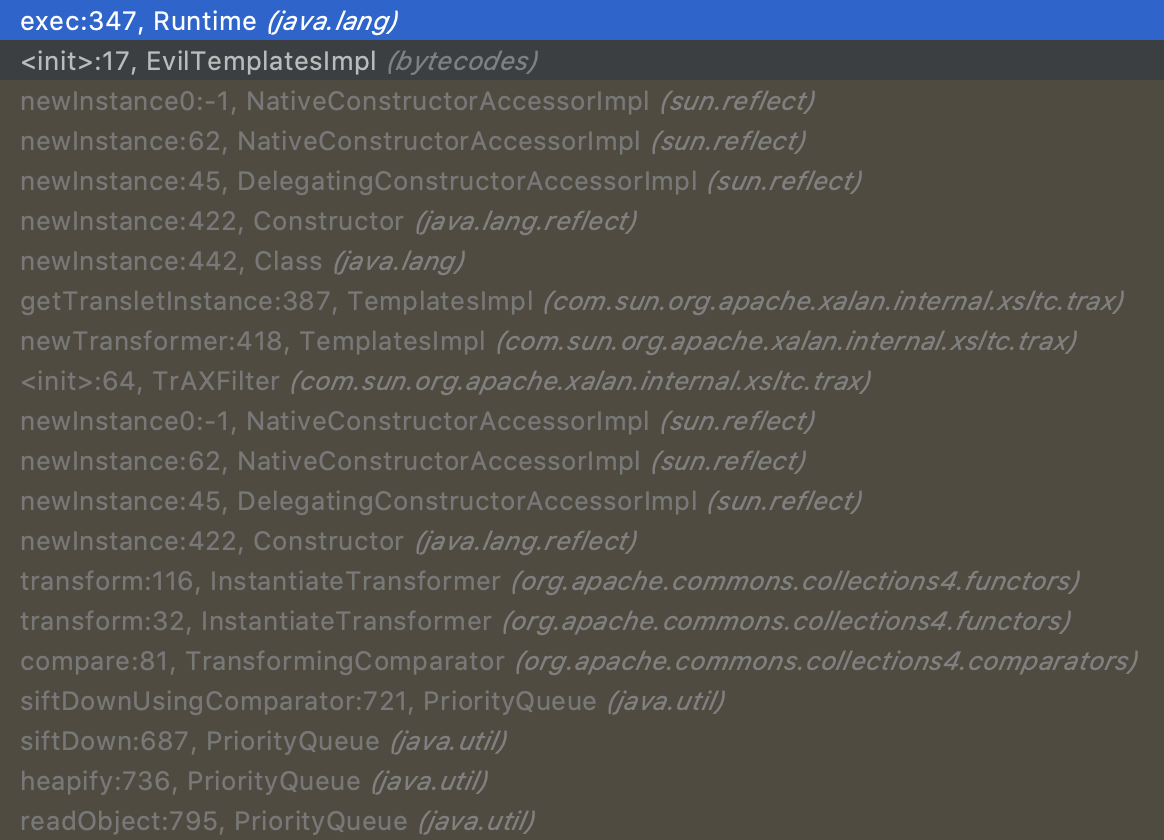 exec:347, Runtime (java.lang)
<init>:17, EvilTemplatesImpl (bytecodes)
newInstance0:-1, NativeConstructorAccessorImpl (sun.reflect)
newInstance:62, NativeConstructorAccessorImpl (sun.reflect)
newInstance:45, DelegatingConstructorAccessorImpl (sun.reflect)
newInstance:422, Constructor (java.lang.reflect)
newInstance:442, Class (java.lang)
getTransletInstance:387, TemplatesImpl (com.sun.org.apache.xalan.internal.xsltc.trax)
newTransformer:418, TemplatesImpl (com.sun.org.apache.xalan.internal.xsltc.trax)
<init>:64, TrAXFilter (com.sun.org.apache.xalan.internal.xsltc.trax)
newInstance0:-1, NativeConstructorAccessorImpl (sun.reflect)
newInstance:62, NativeConstructorAccessorImpl (sun.reflect)
newInstance:45, DelegatingConstructorAccessorImpl (sun.reflect)
newInstance:422, Constructor (java.lang.reflect)
transform:116, InstantiateTransformer (org.apache.commons.collections4.functors)
transform:32, InstantiateTransformer (org.apache.commons.collections4.functors)
compare:81, TransformingComparator (org.apache.commons.collections4.comparators)
siftDownUsingComparator:721, PriorityQueue (java.util)
siftDown:687, PriorityQueue (java.util)
heapify:736, PriorityQueue (java.util)
readObject:795, PriorityQueue (java.util)